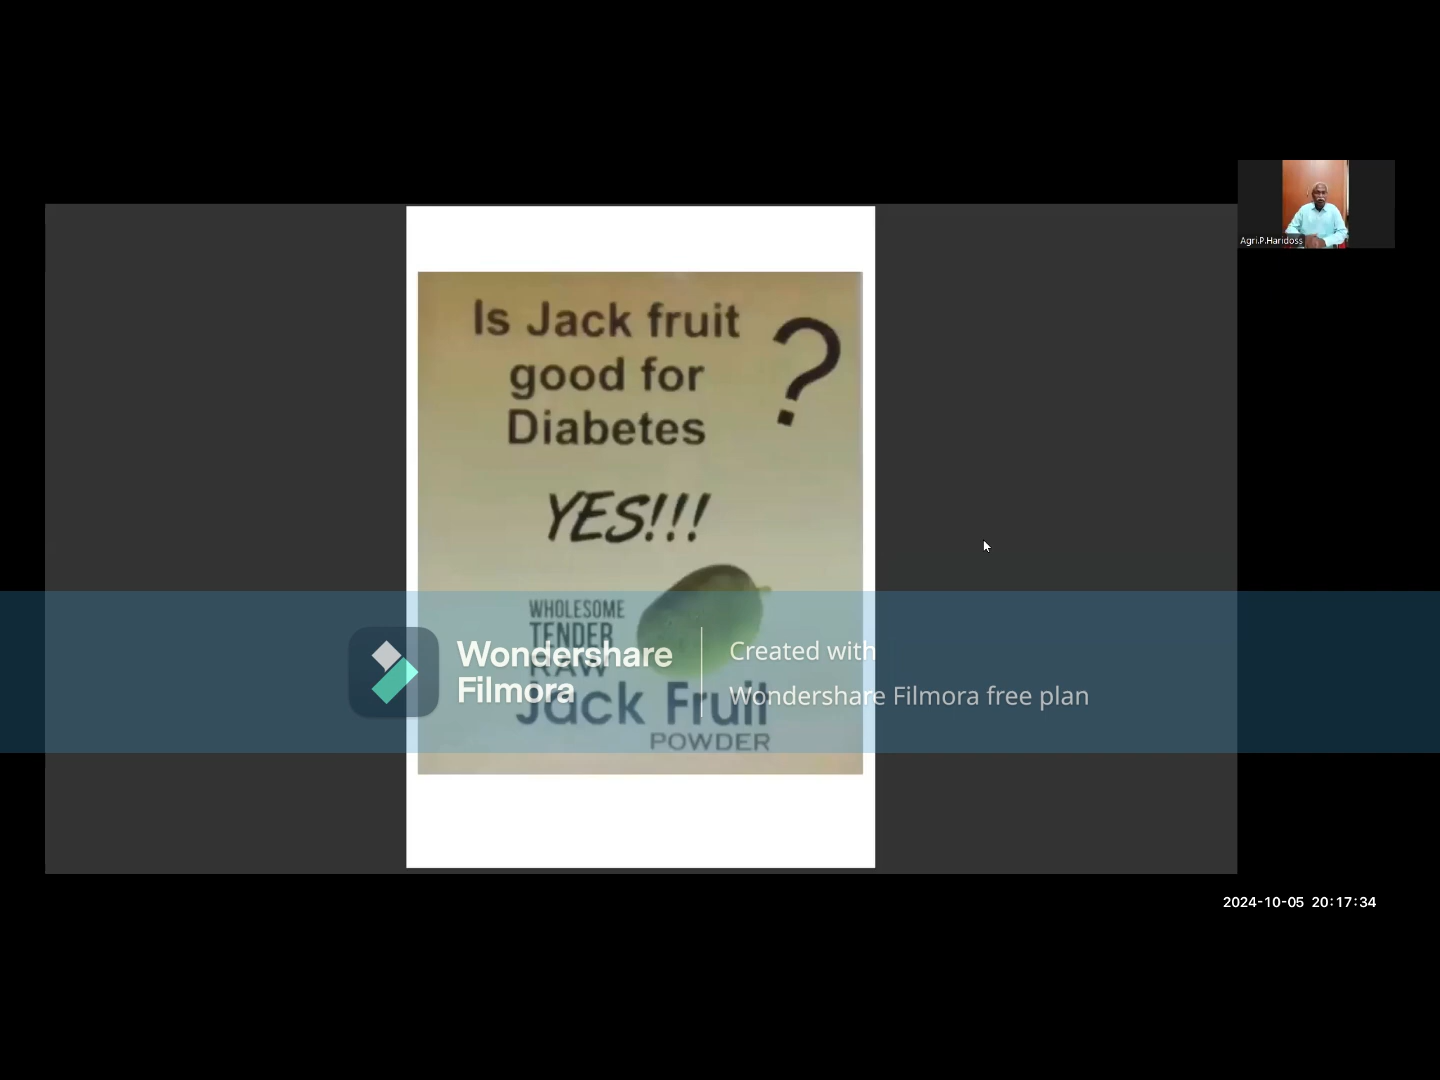 Agri.P.Haridoss
Is Jack fruit
good for
Diabetes
?
YES!!!
WHOLESOME
TENDER
RAW
Jack Fruit
POWDER
Wondershare
Filmora
Created with
Wondershare Filmora free plan
2024-10-05 20:17:34